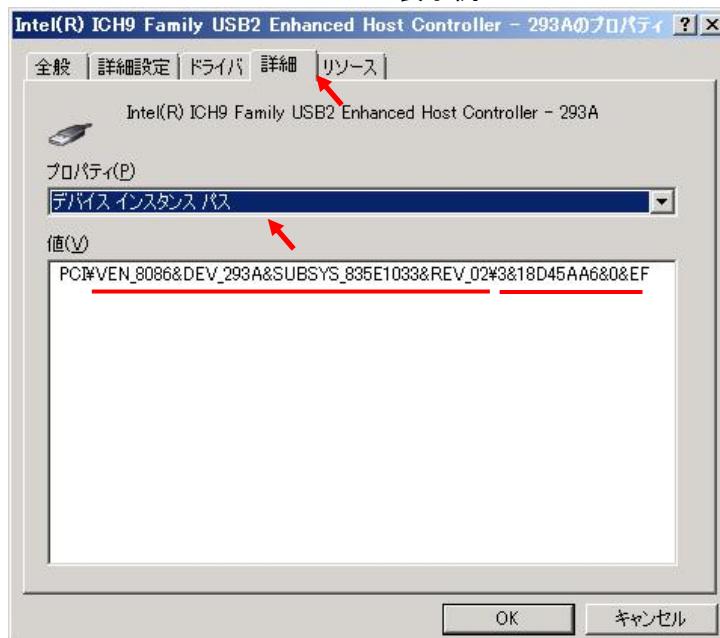 Intel(R) ICH9 Family USB2 Enhanced Host Controller - 293Aのプロパティ
全般 詳細設定 ドライバ 詳細 リソース
Intel(R) ICH9 Family USB2 Enhanced Host Controller - 293A
プロパティ(P)
デバイス インスタンス パス
値(V)
PCI¥VEN_8086&DEV_293A&SUBSYS_835E1033&REV_02¥3&18D45AA6&0&EF
OK キャンセル